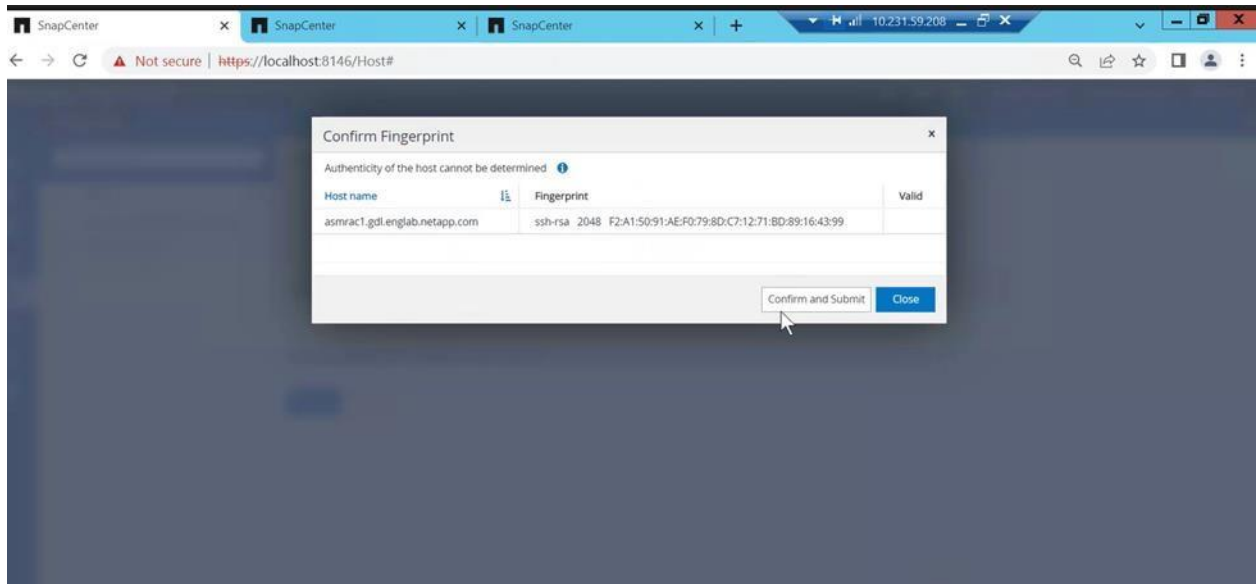 SnapCenter SnapCenter SnapCenter 10.231.59.208
Not secure | https://localhost:8146/Host#
Confirm Fingerprint
Authenticity of the host cannot be determined
Host name Fingerprint Valid
asmrac1.gdl.englab.netapp.com ssh-rsa 2048 F2:A1:50:91:AE:F0:79:8D:C7:12:71:BD:89:16:43:99
Confirm and Submit Close